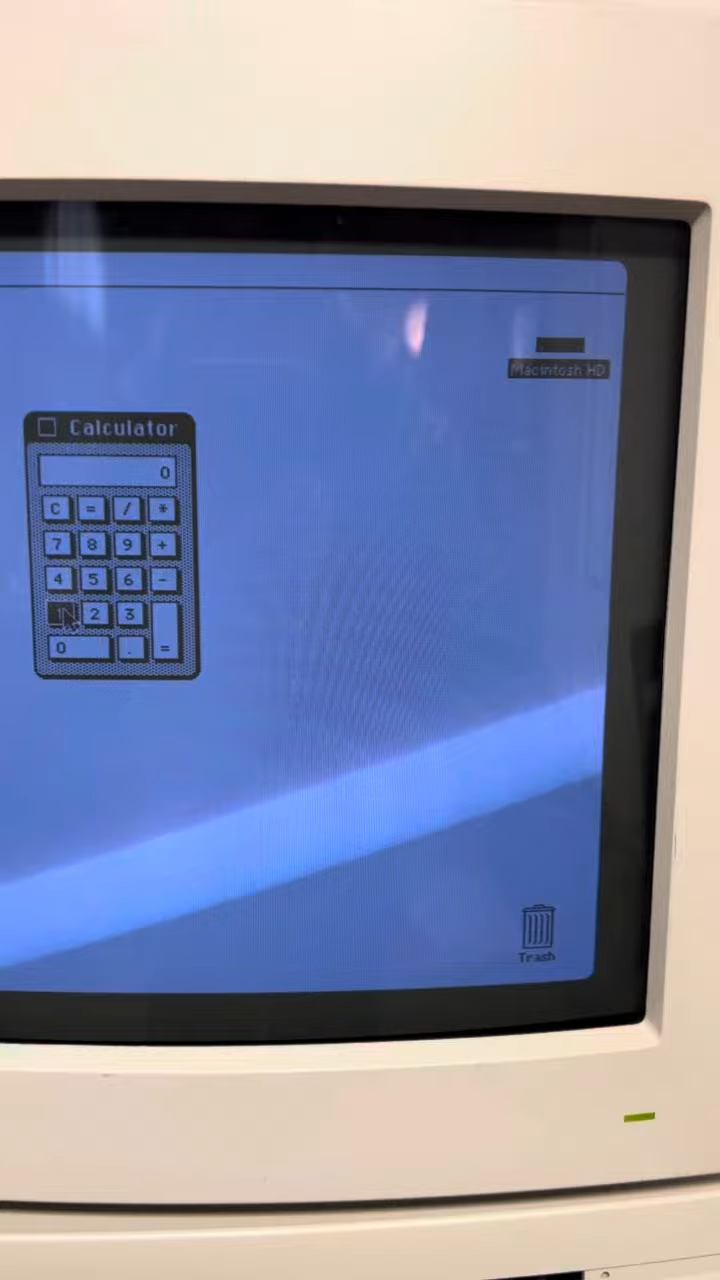 Macintosh HD
Calculator
0
C = / *
7 8 9 +
4 5 6 -
1 2 3
0 . =
Trash